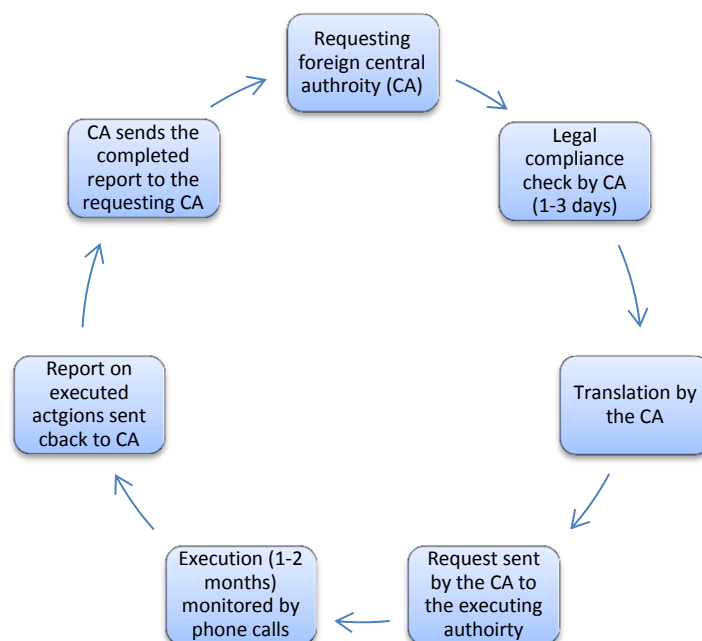 Requesting
foreign central
authroity (CA)
Legal
compliance
check by CA
(1-3 days)
Translation by
the CA
Request sent
by the CA to
the executing
authoirty
Execution (1-2
months)
monitored by
phone calls
Report on
executed
actgions sent
cback to CA
CA sends the
completed
report to the
requesting CA